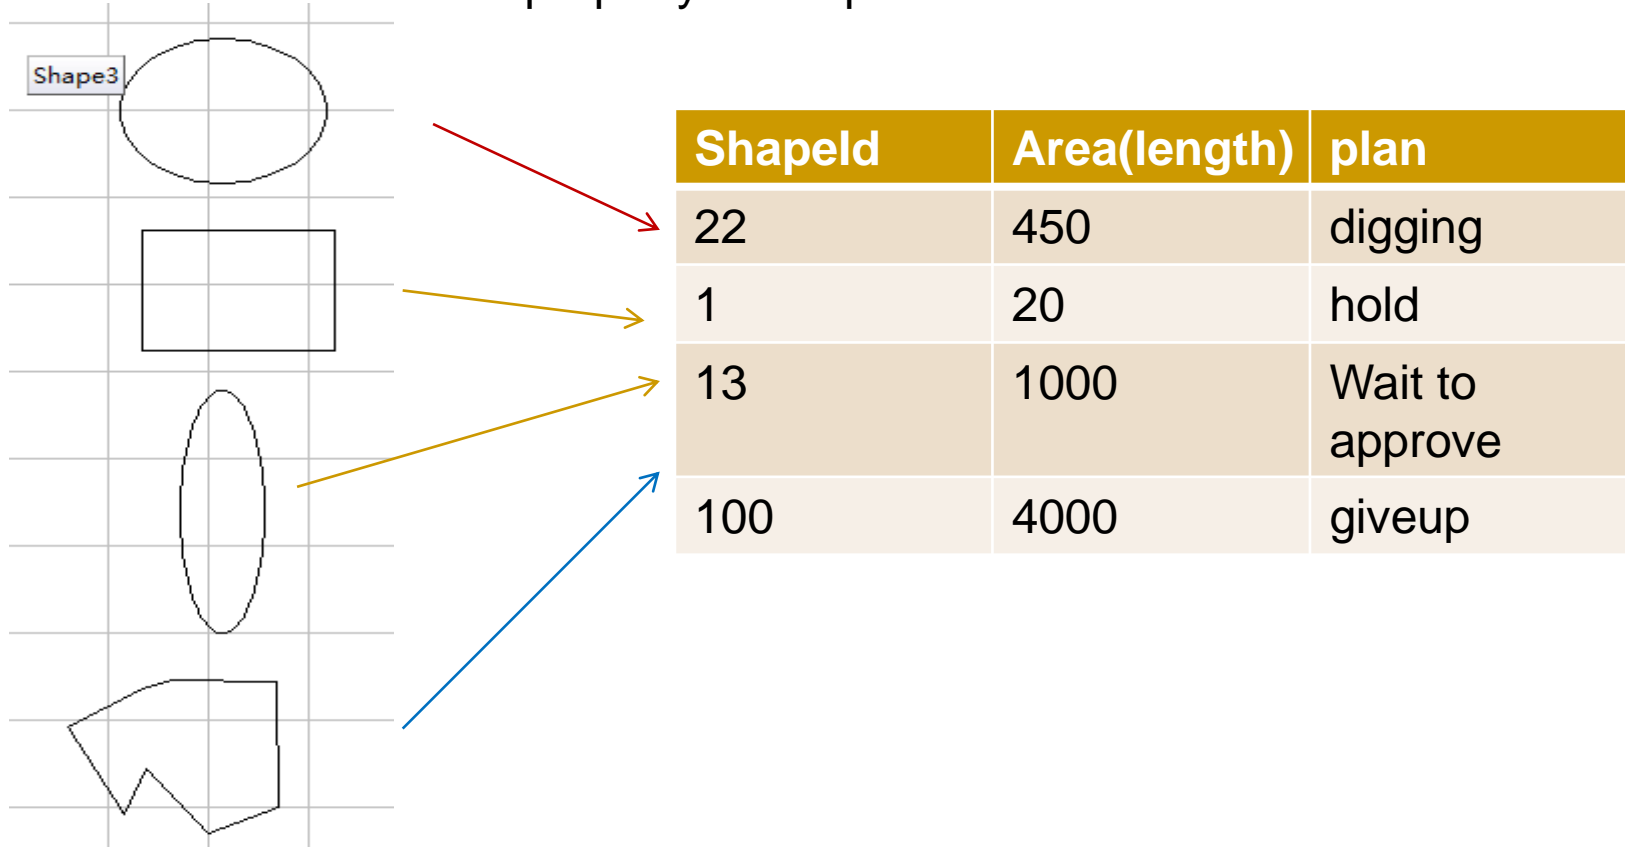 Shape3
ShapeId Area(length) plan
22 450 digging
1 20 hold
13 1000 Wait to
approve
100 4000 giveup